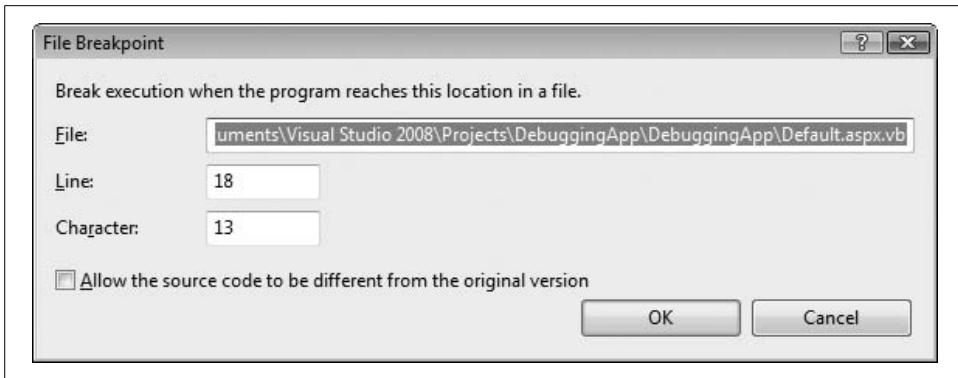 File Breakpoint
Break execution when the program reaches this location in a file.
File: uments\Visual Studio 2008\Projects\DebuggingApp\DebuggingApp\Default.aspx.vb
Line: 18
Character: 13
Allow the source code to be different from the original version
OK Cancel